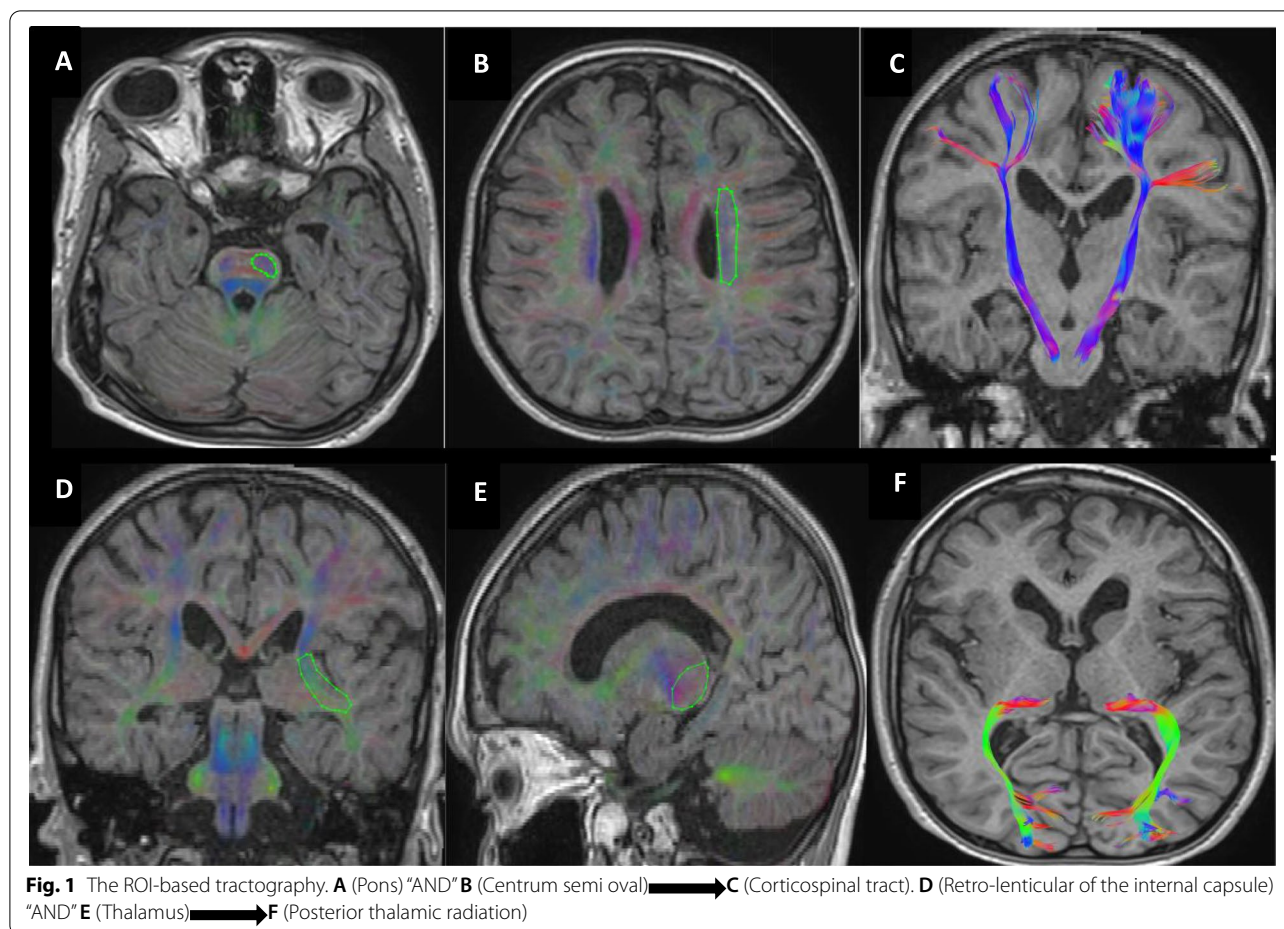 A
B
C
D
E
F
Fig. 1 The ROI-based tractography. A (Pons) “AND” B (Centrum semi oval) ➞ C (Corticospinal tract). D (Retro-lenticular of the internal capsule)
“AND” E (Thalamus) ➞ F (Posterior thalamic radiation)